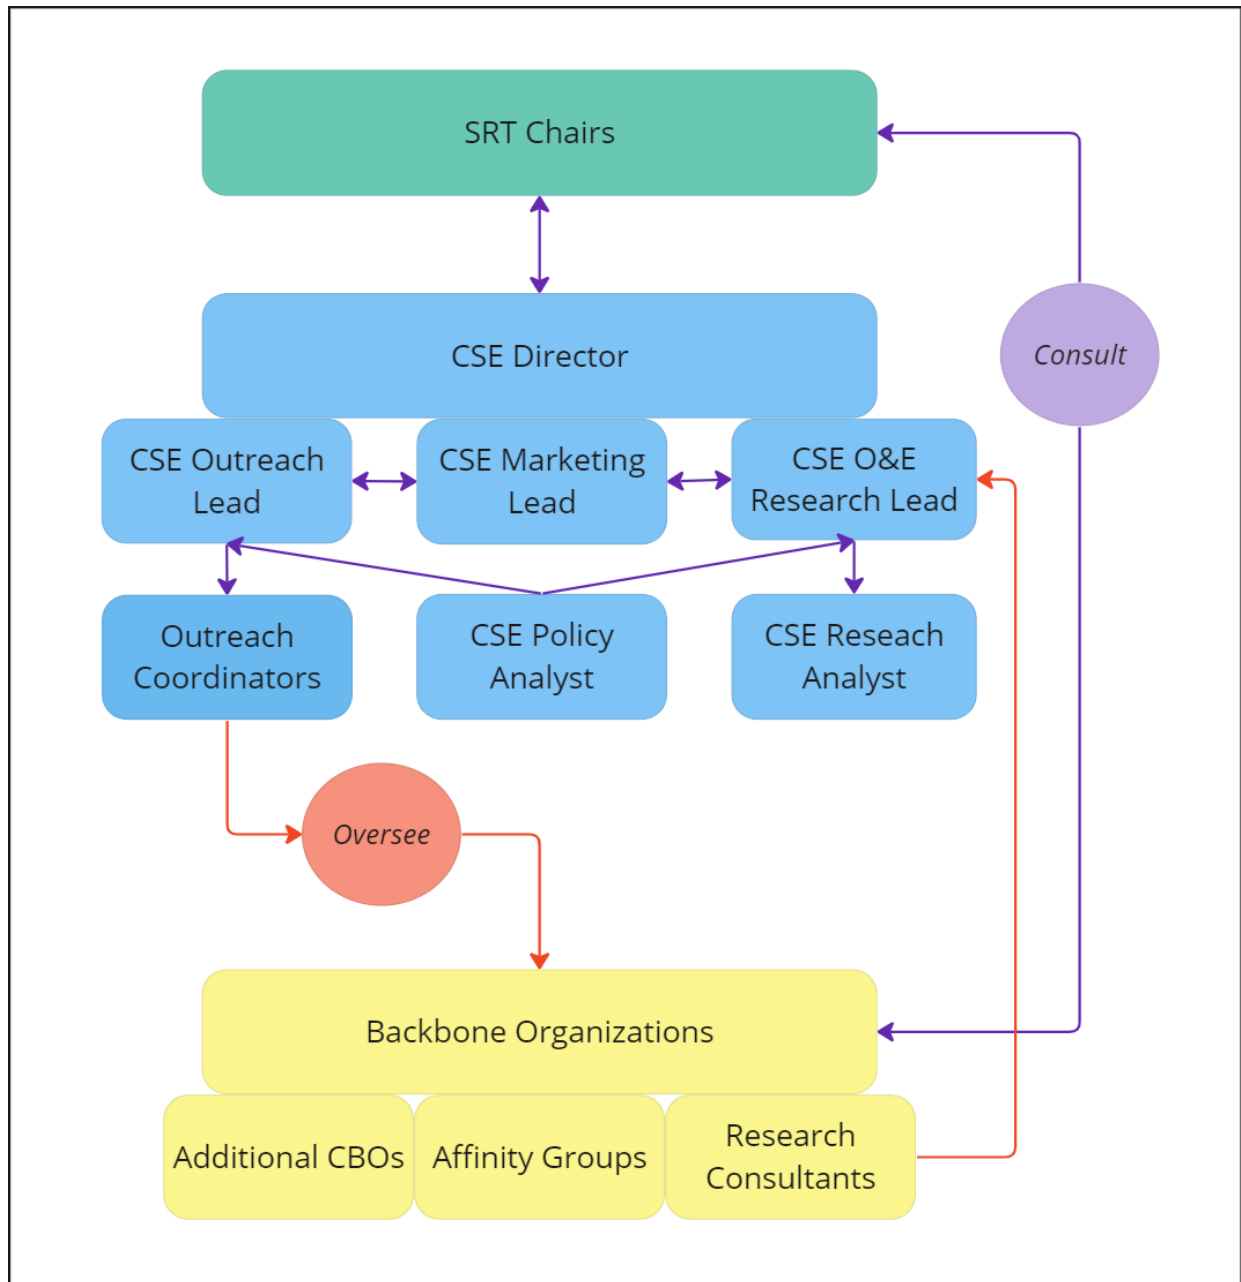 SRT Chairs
Consult
CSE Director
CSE Outreach
Lead
CSE Marketing
Lead
CSE O&E
Research Lead
Outreach
Coordinators
CSE Policy
Analyst
CSE Reseach
Analyst
Oversee
Backbone Organizations
Additional CBOs
Affinity Groups
Research
Consultants